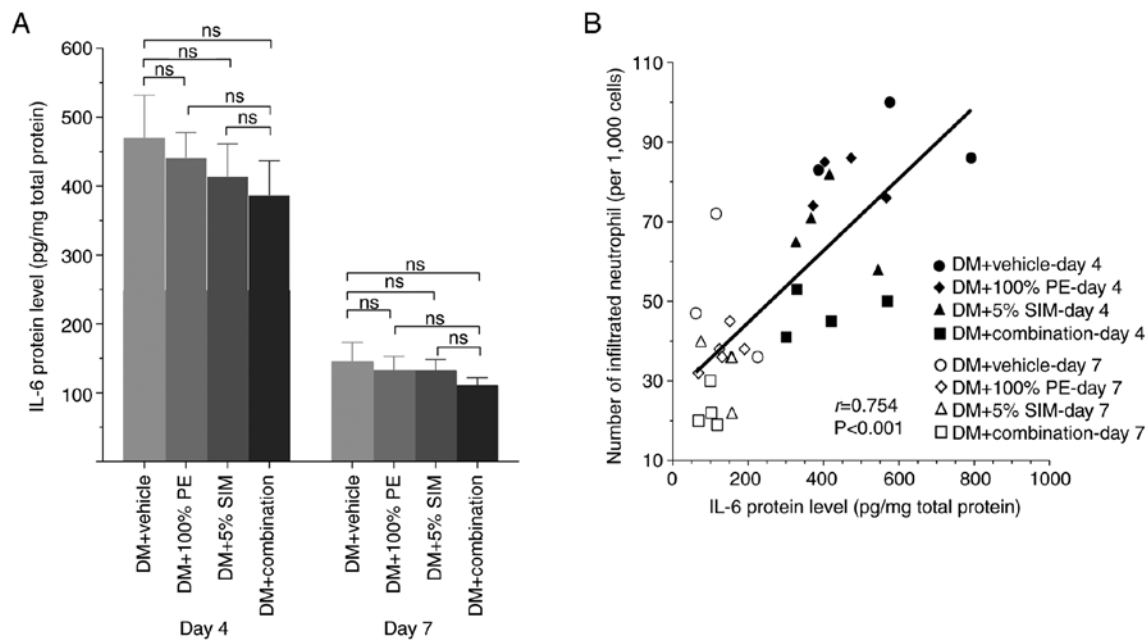 A
600
500
400
300
200
100
IL-6 protein level (pg/mg total protein)
ns
ns
ns
ns
ns
ns
ns
ns
ns
ns
DM+vehicle
DM+100% PE
DM+5% SIM
DM+combination
DM+vehicle
DM+100% PE
DM+5% SIM
DM+combination
Day 4
Day 7
B
110
90
70
50
30
10
Number of infiltrated neutrophil (per 1,000 cells)
DM+vehicle-day 4
DM+100% PE-day 4
DM+5% SIM-day 4
DM+combination-day 4
DM+vehicle-day 7
DM+100% PE-day 7
DM+5% SIM-day 7
DM+combination-day 7
r=0.754
P<0.001
0 200 400 600 800 1000
IL-6 protein level (pg/mg total protein)